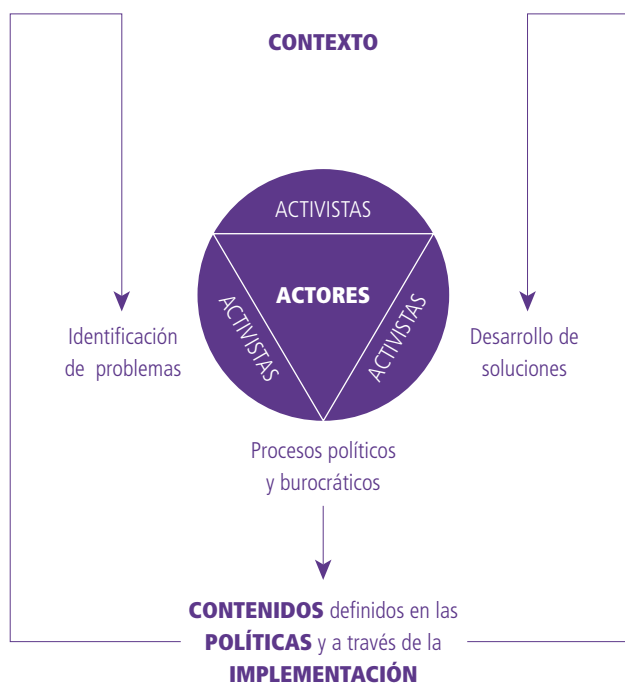 CONTEXTO
ACTIVISTAS
ACTORES
ACTIVISTAS
ACTIVISTAS
Identificación
de problemas
Desarrollo de
soluciones
Procesos políticos
y burocráticos
CONTENIDOS definidos en las
POLÍTICAS y a través de la
IMPLEMENTACIÓN